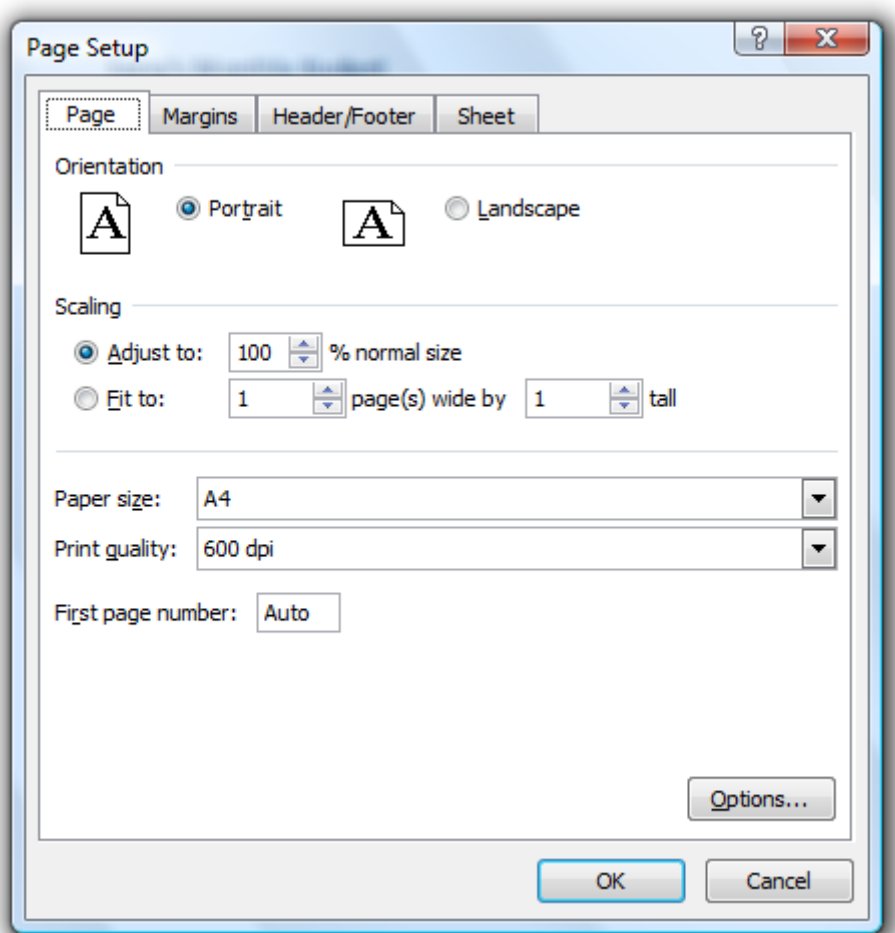 Page Setup
Page Margins Header/Footer Sheet
Orientation
A Portrait A Landscape
Scaling
Adjust to: 100 % normal size
Fit to: 1 page(s) wide by 1 tall
Paper size: A4
Print quality: 600 dpi
First page number: Auto
Options...
OK Cancel